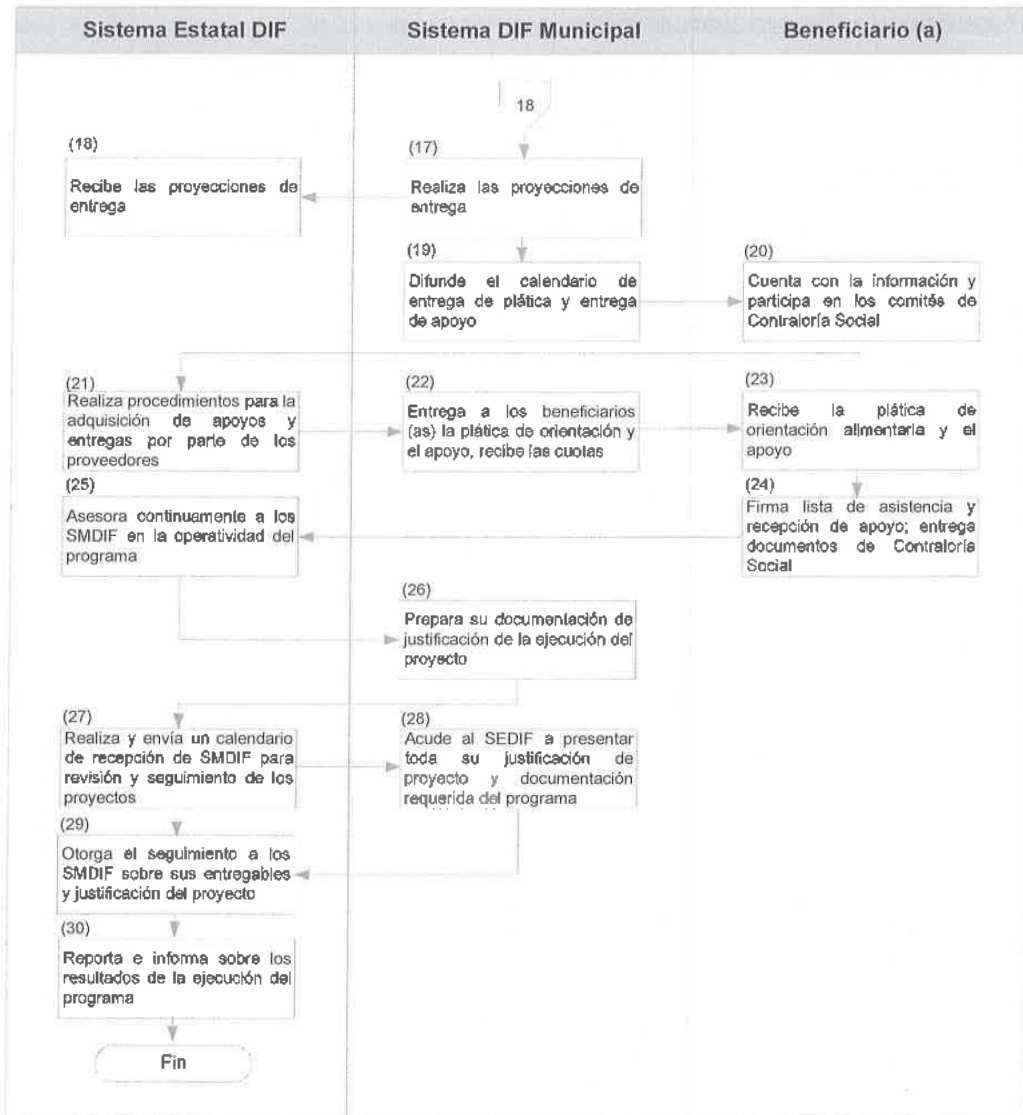 Sistema Estatal DIF
Sistema DIF Municipal
Beneficiario (a)
18
(18)
Recibe las proyecciones de
entrega
(17)
Realiza las proyecciones de
entrega
(19)
Difunde el calendario de
entrega de plática y entrega
de apoyo
(20)
Cuenta con la información y
participa en los comités de
Contraloría Social
(21)
Realiza procedimientos para la
adquisición de apoyos y
entregas por parte de los
proveedores
(22)
Entrega a los beneficiarios
(as) la plática de orientación y
el apoyo, recibe las cuotas
(23)
Recibe la plática de
orientación alimentaria y el
apoyo
(24)
Firma lista de asistencia y
recepción de apoyo; entrega
documentos de Contraloría
Social
(25)
Asesora continuamente a los
SMDIF en la operatividad del
programa
(26)
Prepara su documentación de
justificación de la ejecución del
proyecto
(27)
Realiza y envía un calendario
de recepción de SMDIF para
revisión y seguimiento de los
proyectos
(28)
Acude al SEDIF a presentar
toda su justificación de
proyecto y documentación
requerida del programa
(29)
Otorga el seguimiento a los
SMDIF sobre sus entregables
y justificación del proyecto
(30)
Reporta e informa sobre los
resultados de la ejecución del
programa
Fin